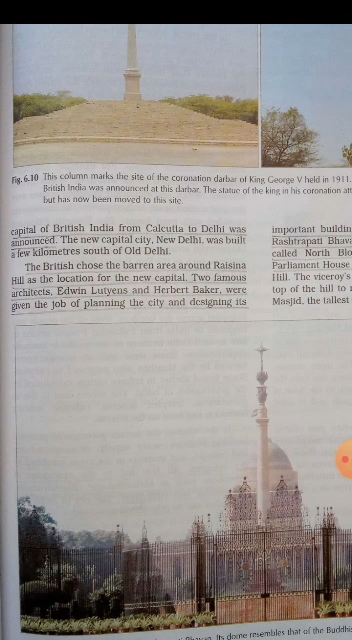 Fig. 6.10 This column marks the site of the coronation darbar of King George V held in 1911.
British India was announced at this darbar. The statue of the king in his coronation
but has now been moved to this site.
capital of British India from Calcutta to Delhi was
announced. The new capital city, New Delhi, was built
a few kilometres south of Old Delhi.
The British chose the barren area around Raisina
Hill as the location for the new capital. Two famous
architects, Edwin Lutyens and Herbert Baker, were
given the job of planning the city and designing its
important
Rashtrapati
called North
Parliament House
Hill. The viceroy's
top of the hill to
Masjid, the tallest
Its dome resembles that of the